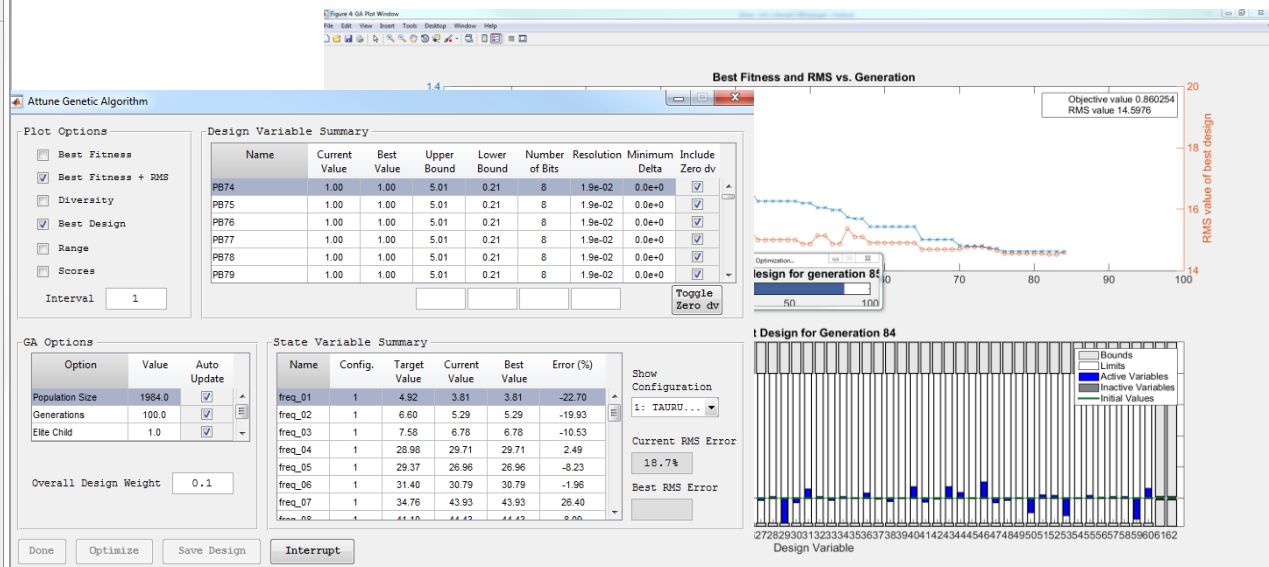 Figure 4: GA Plot Window
File Edit View Insert Tools Desktop Window Help
Best Fitness and RMS vs. Generation
1.4
20
Objective value 0.860254
RMS value 14.5976
18
16
14
RMS value of best design
70 80 90 100
Attune Genetic Algorithm
Plot Options
Best Fitness
Best Fitness + RMS
Diversity
Best Design
Range
Scores
Interval 1
Design Variable Summary
Name Current Value Best Value Upper Bound Lower Bound Number of Bits Resolution Minimum Delta Include Zero dv
PB74 1.00 1.00 5.01 0.21 8 1.9e-02 0.0e+0
PB75 1.00 1.00 5.01 0.21 8 1.9e-02 0.0e+0
PB76 1.00 1.00 5.01 0.21 8 1.9e-02 0.0e+0
PB77 1.00 1.00 5.01 0.21 8 1.9e-02 0.0e+0
PB78 1.00 1.00 5.01 0.21 8 1.9e-02 0.0e+0
PB79 1.00 1.00 5.01 0.21 8 1.9e-02 0.0e+0
Toggle
Zero dv
Optimization...
esign for generation 85
50 100
GA Options
Option Value Auto Update
Population Size 1984.0
Generations 100.0
Elite Child 1.0
Overall Design Weight 0.1
State Variable Summary
Name Config. Target Value Current Value Best Value Error (%)
freq_01 1 4.92 3.81 3.81 -22.70
freq_02 1 6.60 5.29 5.29 -19.93
freq_03 1 7.58 6.78 6.78 -10.53
freq_04 1 28.98 29.71 29.71 2.49
freq_05 1 29.37 26.96 26.96 -8.23
freq_06 1 31.40 30.79 30.79 -1.96
freq_07 1 34.76 43.93 43.93 26.40
freq_08 1 41.10 44.43 44.43 8.09
Show
Configuration
1: TAURU...
Current RMS Error
18.7%
Best RMS Error
Done Optimize Save Design Interrupt
t Design for Generation 84
Bounds
Limits
Active Variables
Inactive Variables
Initial Values
272829303132333435363738394041424344454647484950515253545556575859606162
Design Variable